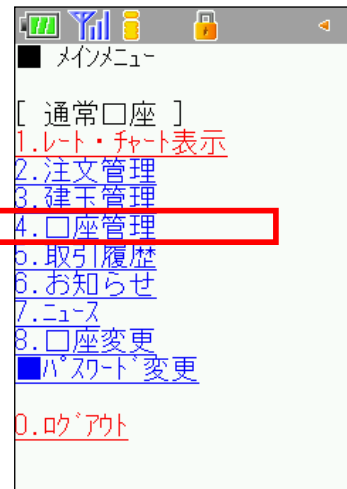 ■ ﾒｲﾝﾒﾆｭｰ
[ 通常口座 ]
1.ﾚｰﾄ・ﾁｬｰﾄ表示
2.注文管理
3.建玉管理
4.口座管理
5.取引履歴
6.お知らせ
7.ﾆｭｰｽ
8.口座変更
■ﾊﾟｽﾜｰﾄﾞ変更
0.ﾛｸﾞｱｳﾄ